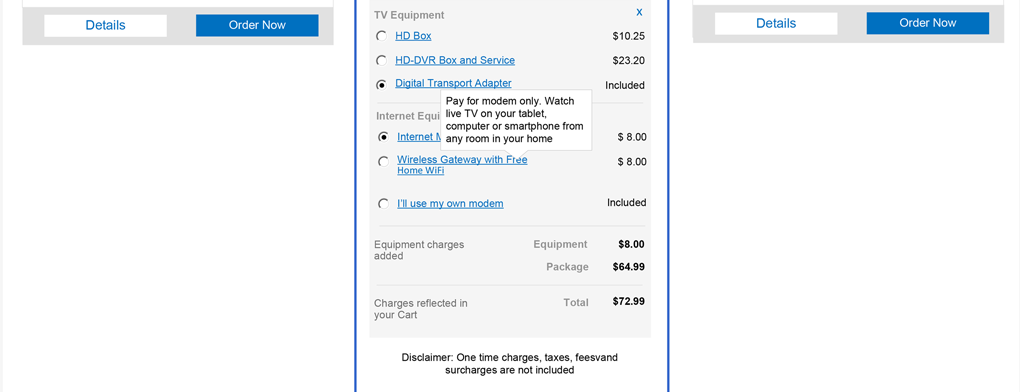 Details
Order Now
TV Equipment
X
HD Box
$10.25
HD-DVR Box and Service
$23.20
Digital Transport Adapter
Included
Pay for modem only. Watch
live TV on your tablet,
computer or smartphone from
any room in your home
Internet Equi
Internet
$ 8.00
Wireless Gateway with Free
Home WiFi
$ 8.00
I'll use my own modem
Included
Equipment charges
added
Equipment
$8.00
Package
$64.99
Charges reflected in
your Cart
Total
$72.99
Disclaimer: One time charges, taxes, feesvand
surcharges are not included
Details
Order Now